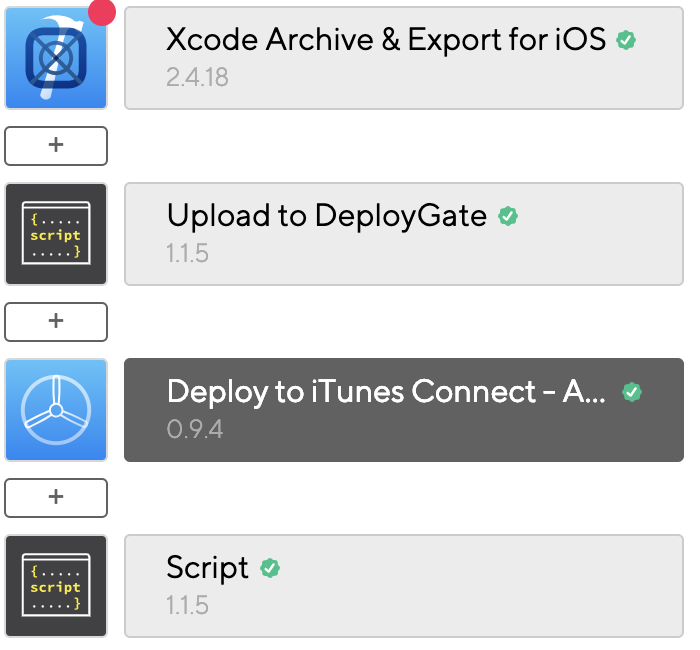 Xcode Archive & Export for iOS
2.4.18
+
{.....
script
.....}
Upload to DeployGate
1.1.5
+
Deploy to iTunes Connect - A...
0.9.4
+
{.....
script
.....}
Script
1.1.5